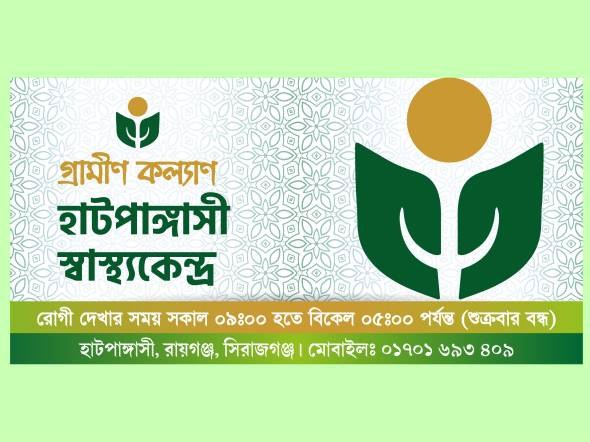 গ্রামীণ কল্যাণ
হাটপাঙ্গাসী
স্বাস্থ্যকেন্দ্র
রোগী দেখার সময় সকাল ০৯ঃ০০ হতে বিকেল ০৫ঃ০০ পর্যন্ত (শুক্রবার বন্ধ)
হাটপাঙ্গাসী, রায়গঞ্জ, সিরাজগঞ্জ। মোবাইলঃ ০১৭০১ ৬৯৩ ৪০৯